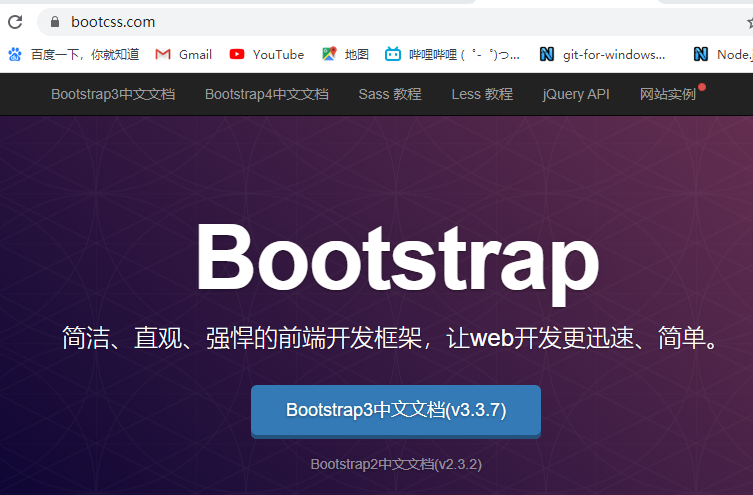 bootcss.com
百度一下，你就知道 Gmail YouTube 地图 哔哩哔哩 (゜-゜)つ... git-for-windows... Node.j
Bootstrap3中文文档 Bootstrap4中文文档 Sass 教程 Less 教程 jQuery API 网站实例
Bootstrap
简洁、直观、强悍的前端开发框架，让web开发更迅速、简单。
Bootstrap3中文文档(v3.3.7)
Bootstrap2中文文档(v2.3.2)